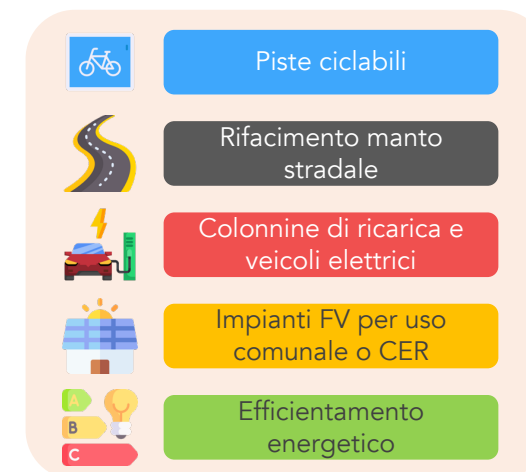 Piste ciclabili
Rifacimento manto
stradale
Colonnine di ricarica e
veicoli elettrici
Impianti FV per uso
comunale o CER
A
B
C
Efficientamento
energetico